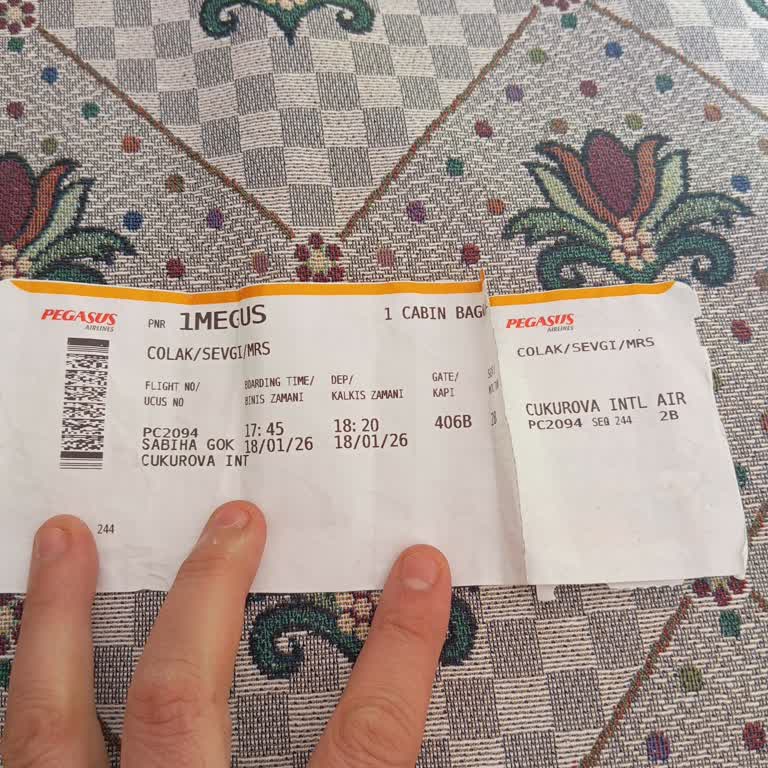 PEGASUS
AIRLINES
PNR 1MEGUS
1 CABIN BAG
COLAK/SEVGI/MRS
FLIGHT NO/ BOARDING TIME/ DEP/ GATE/
UCUS NO BINIS ZAMANI KALKIS ZAMANI KAPI
PC2094 17:45 18:20 406B 2B
SABIHA GOK 18/01/26 18/01/26
CUKUROVA INT
244
PEGASUS
AIRLINES
COLAK/SEVGI/MRS
CUKUROVA INTL AIR
PC2094 SEQ 244 2B